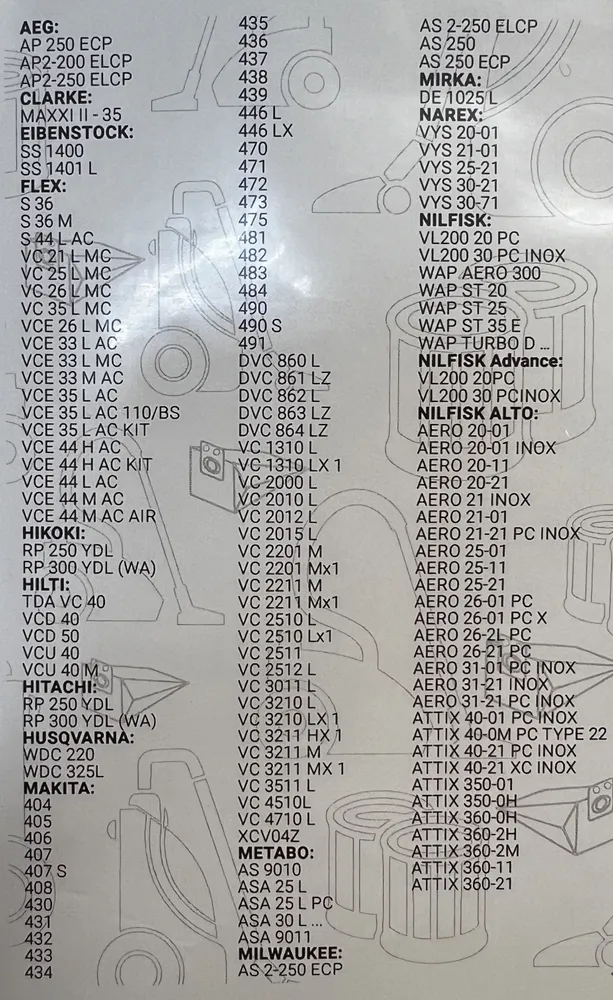 AEG:
AP 250 ECP
AP2-200 ELCP
AP2-250 ELCP
CLARKE:
MAXXI II - 35
EIBENSTOCK:
SS 1400
SS 1401 L
FLEX:
S 36
S 36 M
S 44 L AC
VC 21 L MC
VC 25 L MC
VC 26 L MC
VC 35 L MC
VCE 26 L MC
VCE 33 L AC
VCE 33 L MC
VCE 33 M AC
VCE 35 L AC
VCE 35 L AC 110/BS
VCE 35 L AC KIT
VCE 44 H AC
VCE 44 H AC KIT
VCE 44 L AC
VCE 44 M AC
VCE 44 M AC AIR
HIKOKI:
RP 250 YDL
RP 300 YDL (WA)
HILTI:
TDA VC 40
VCD 40
VCD 50
VCU 40
VCU 40 M
HITACHI:
RP 250 YDL
RP 300 YDL (WA)
HUSQVARNA:
WDC 220
WDC 325L
MAKITA:
404
405
406
407
407 S
408
430
431
432
433
434
435
436
437
438
439
446 L
446 LX
470
471
472
473
475
481
482
483
484
490
490 S
491
DVC 860 L
DVC 861 LZ
DVC 862 L
DVC 863 LZ
DVC 864 LZ
VC 1310 L
VC 1310 LX 1
VC 2000 L
VC 2010 L
VC 2012 L
VC 2015 L
VC 2201 M
VC 2201 Mx1
VC 2211 M
VC 2211 Mx1
VC 2510 L
VC 2510 Lx1
VC 2511
VC 2512 L
VC 3011 L
VC 3210 L
VC 3210 LX 1
VC 3211 HX 1
VC 3211 M
VC 3211 MX 1
VC 3511 L
VC 4510L
VC 4710 L
XCV04Z
METABO:
AS 9010
ASA 25 L
ASA 25 L PC
ASA 30 L ...
ASA 9011
MILWAUKEE:
AS 2-250 ECP
AS 2-250 ELCP
AS 250
AS 250 ECP
MIRKA:
DE 1025 L
NAREX:
VYS 20-01
VYS 21-01
VYS 25-21
VYS 30-21
VYS 30-71
NILFISK:
VL200 20 PC
VL200 30 PC INOX
WAP AERO 300
WAP ST 20
WAP ST 25
WAP ST 35 E
WAP TURBO D ...
NILFISK Advance:
VL200 20PC
VL200 30 PCINOX
NILFISK ALTO:
AERO 20-01
AERO 20-01 INOX
AERO 20-11
AERO 20-21
AERO 21 INOX
AERO 21-01
AERO 21-21 PC INOX
AERO 25-01
AERO 25-11
AERO 25-21
AERO 26-01 PC
AERO 26-01 PC X
AERO 26-2L PC
AERO 26-21 PC
AERO 31-01 PC INOX
AERO 31-21 INOX
AERO 31-21 PC INOX
ATTIX 40-01 PC INOX
ATTIX 40-0M PC TYPE 22
ATTIX 40-21 PC INOX
ATTIX 40-21 XC INOX
ATTIX 350-01
ATTIX 350-0H
ATTIX 360-0H
ATTIX 360-2H
ATTIX 360-2M
ATTIX 360-11
ATTIX 360-21